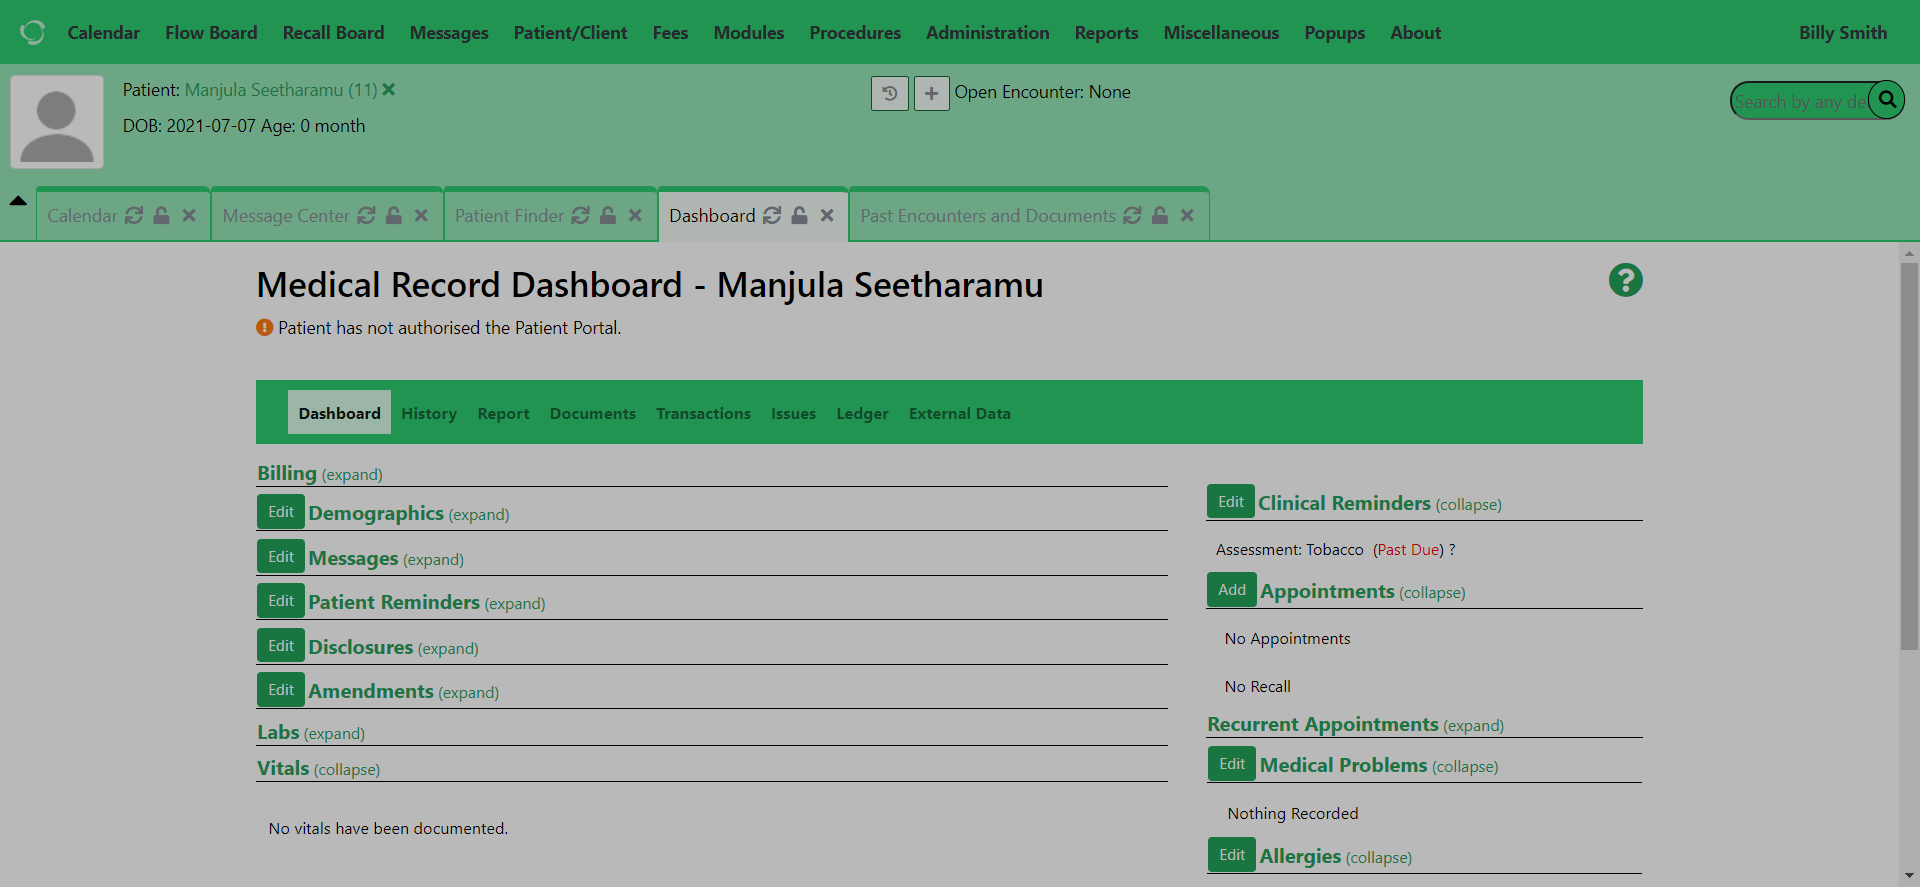 Calendar Flow Board Recall Board Messages Patient/Client Fees Modules Procedures Administration Reports Miscellaneous Popups About Billy Smith
Patient: Manjula Seetharamu (11)
DOB: 2021-07-07 Age: 0 month
Open Encounter: None
Search by any de
Calendar Message Center Patient Finder Dashboard Past Encounters and Documents
Medical Record Dashboard - Manjula Seetharamu
Patient has not authorised the Patient Portal.
Dashboard History Report Documents Transactions Issues Ledger External Data
Billing (expand)
Edit Demographics (expand)
Edit Messages (expand)
Edit Patient Reminders (expand)
Edit Disclosures (expand)
Edit Amendments (expand)
Labs (expand)
Vitals (collapse)
No vitals have been documented.
Edit Clinical Reminders (collapse)
Assessment: Tobacco (Past Due) ?
Add Appointments (collapse)
No Appointments
No Recall
Recurrent Appointments (expand)
Edit Medical Problems (collapse)
Nothing Recorded
Edit Allergies (collapse)